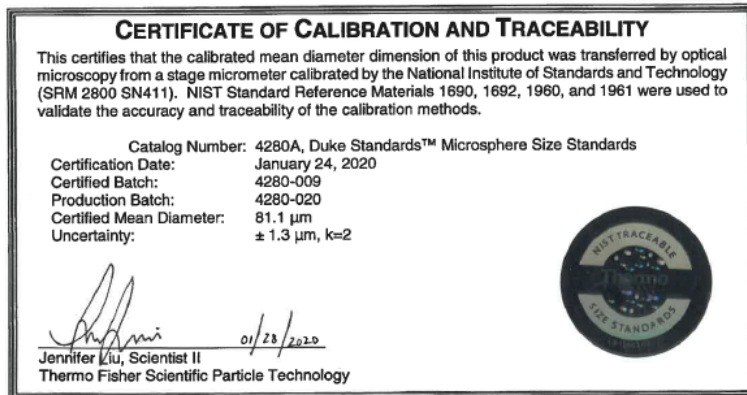 CERTIFICATE OF CALIBRATION AND TRACEABILITY
This certifies that the calibrated mean diameter dimension of this product was transferred by optical
microscopy from a stage micrometer calibrated by the National Institute of Standards and Technology
(SRM 2800 SN411). NIST Standard Reference Materials 1690, 1692, 1960, and 1961 were used to
validate the accuracy and traceability of the calibration methods.
Catalog Number: 4280A, Duke Standards™ Microsphere Size Standards
Certification Date: January 24, 2020
Certified Batch: 4280-009
Production Batch: 4280-020
Certified Mean Diameter: 81.1 µm
Uncertainty: ± 1.3 µm, k=2
NIST TRACEABLE
Thermo
SIZE STANDARDS
01/28/2020
Jennifer Liu, Scientist II
Thermo Fisher Scientific Particle Technology